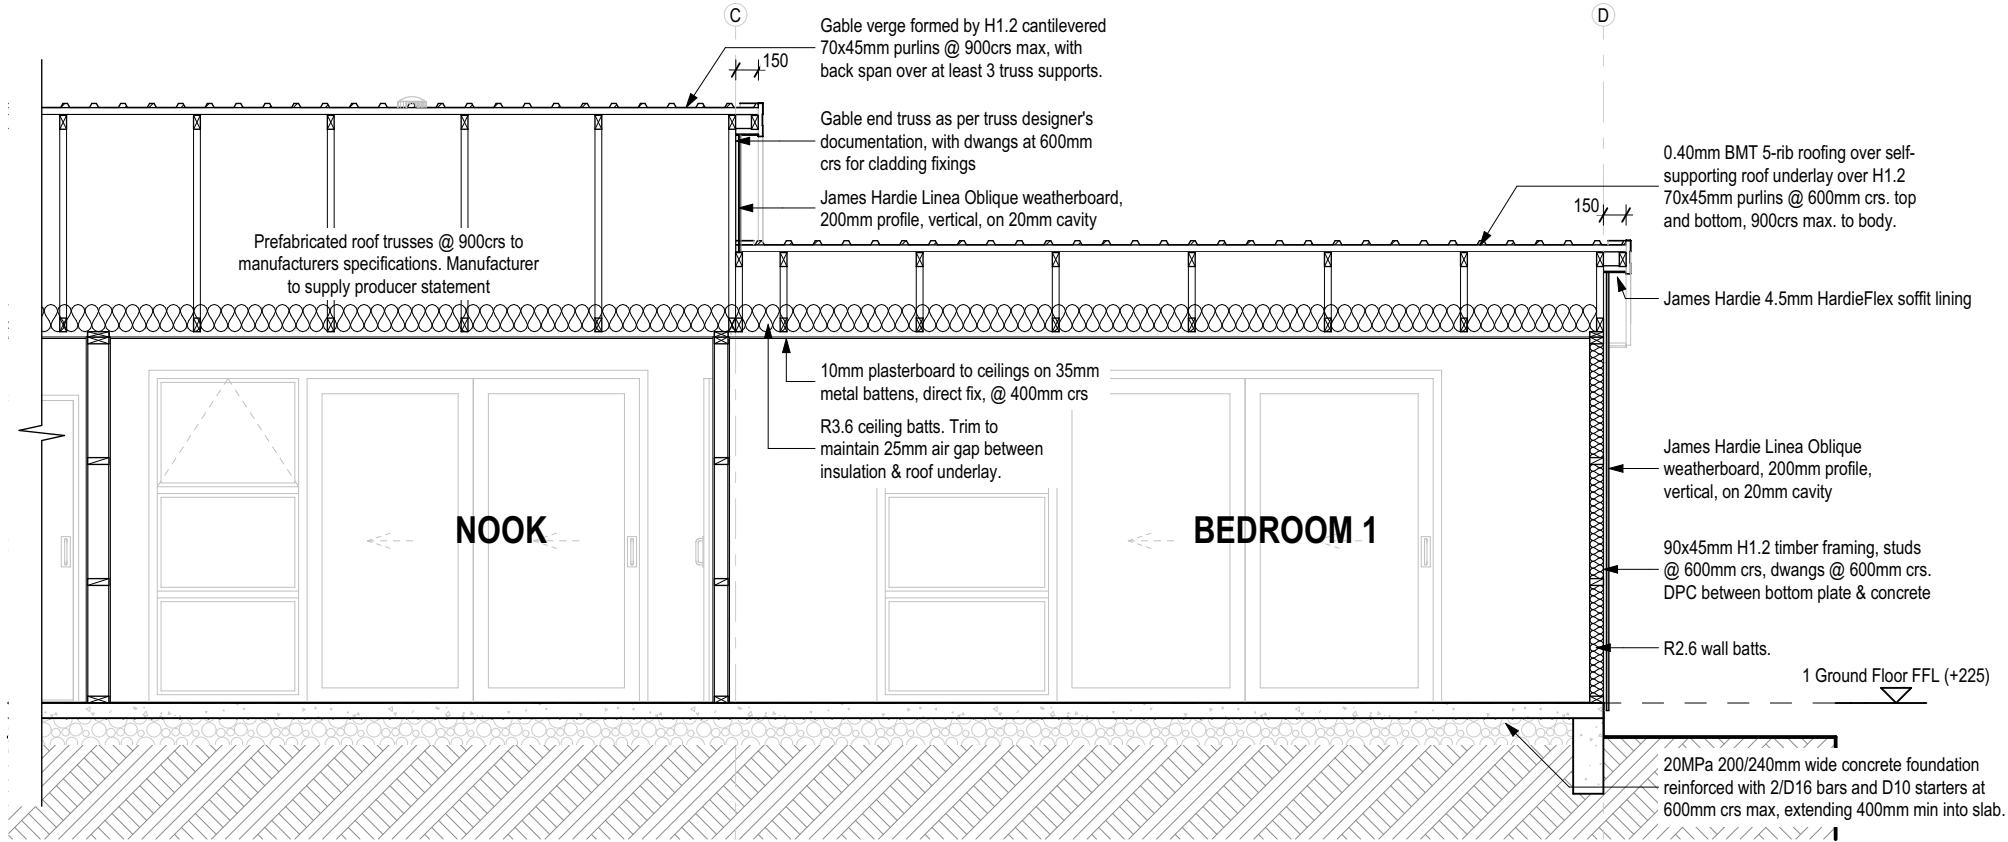 C
D
Gable verge formed by H1.2 cantilevered
70x45mm purlins @ 900crs max, with
back span over at least 3 truss supports.
150
Gable end truss as per truss designer's
documentation, with dwangs at 600mm
crs for cladding fixings
James Hardie Linea Oblique weatherboard,
200mm profile, vertical, on 20mm cavity
0.40mm BMT 5-rib roofing over self-
supporting roof underlay over H1.2
70x45mm purlins @ 600mm crs. top
and bottom, 900crs max. to body.
150
Prefabricated roof trusses @ 900crs to
manufacturers specifications. Manufacturer
to supply producer statement
James Hardie 4.5mm HardieFlex soffit lining
10mm plasterboard to ceilings on 35mm
metal battens, direct fix, @ 400mm crs
R3.6 ceiling batts. Trim to
maintain 25mm air gap between
insulation & roof underlay.
James Hardie Linea Oblique
weatherboard, 200mm profile,
vertical, on 20mm cavity
NOOK
BEDROOM 1
90x45mm H1.2 timber framing, studs
@ 600mm crs, dwangs @ 600mm crs.
DPC between bottom plate & concrete
R2.6 wall batts.
1 Ground Floor FFL (+225)
20MPa 200/240mm wide concrete foundation
reinforced with 2/D16 bars and D10 starters at
600mm crs max, extending 400mm min into slab.